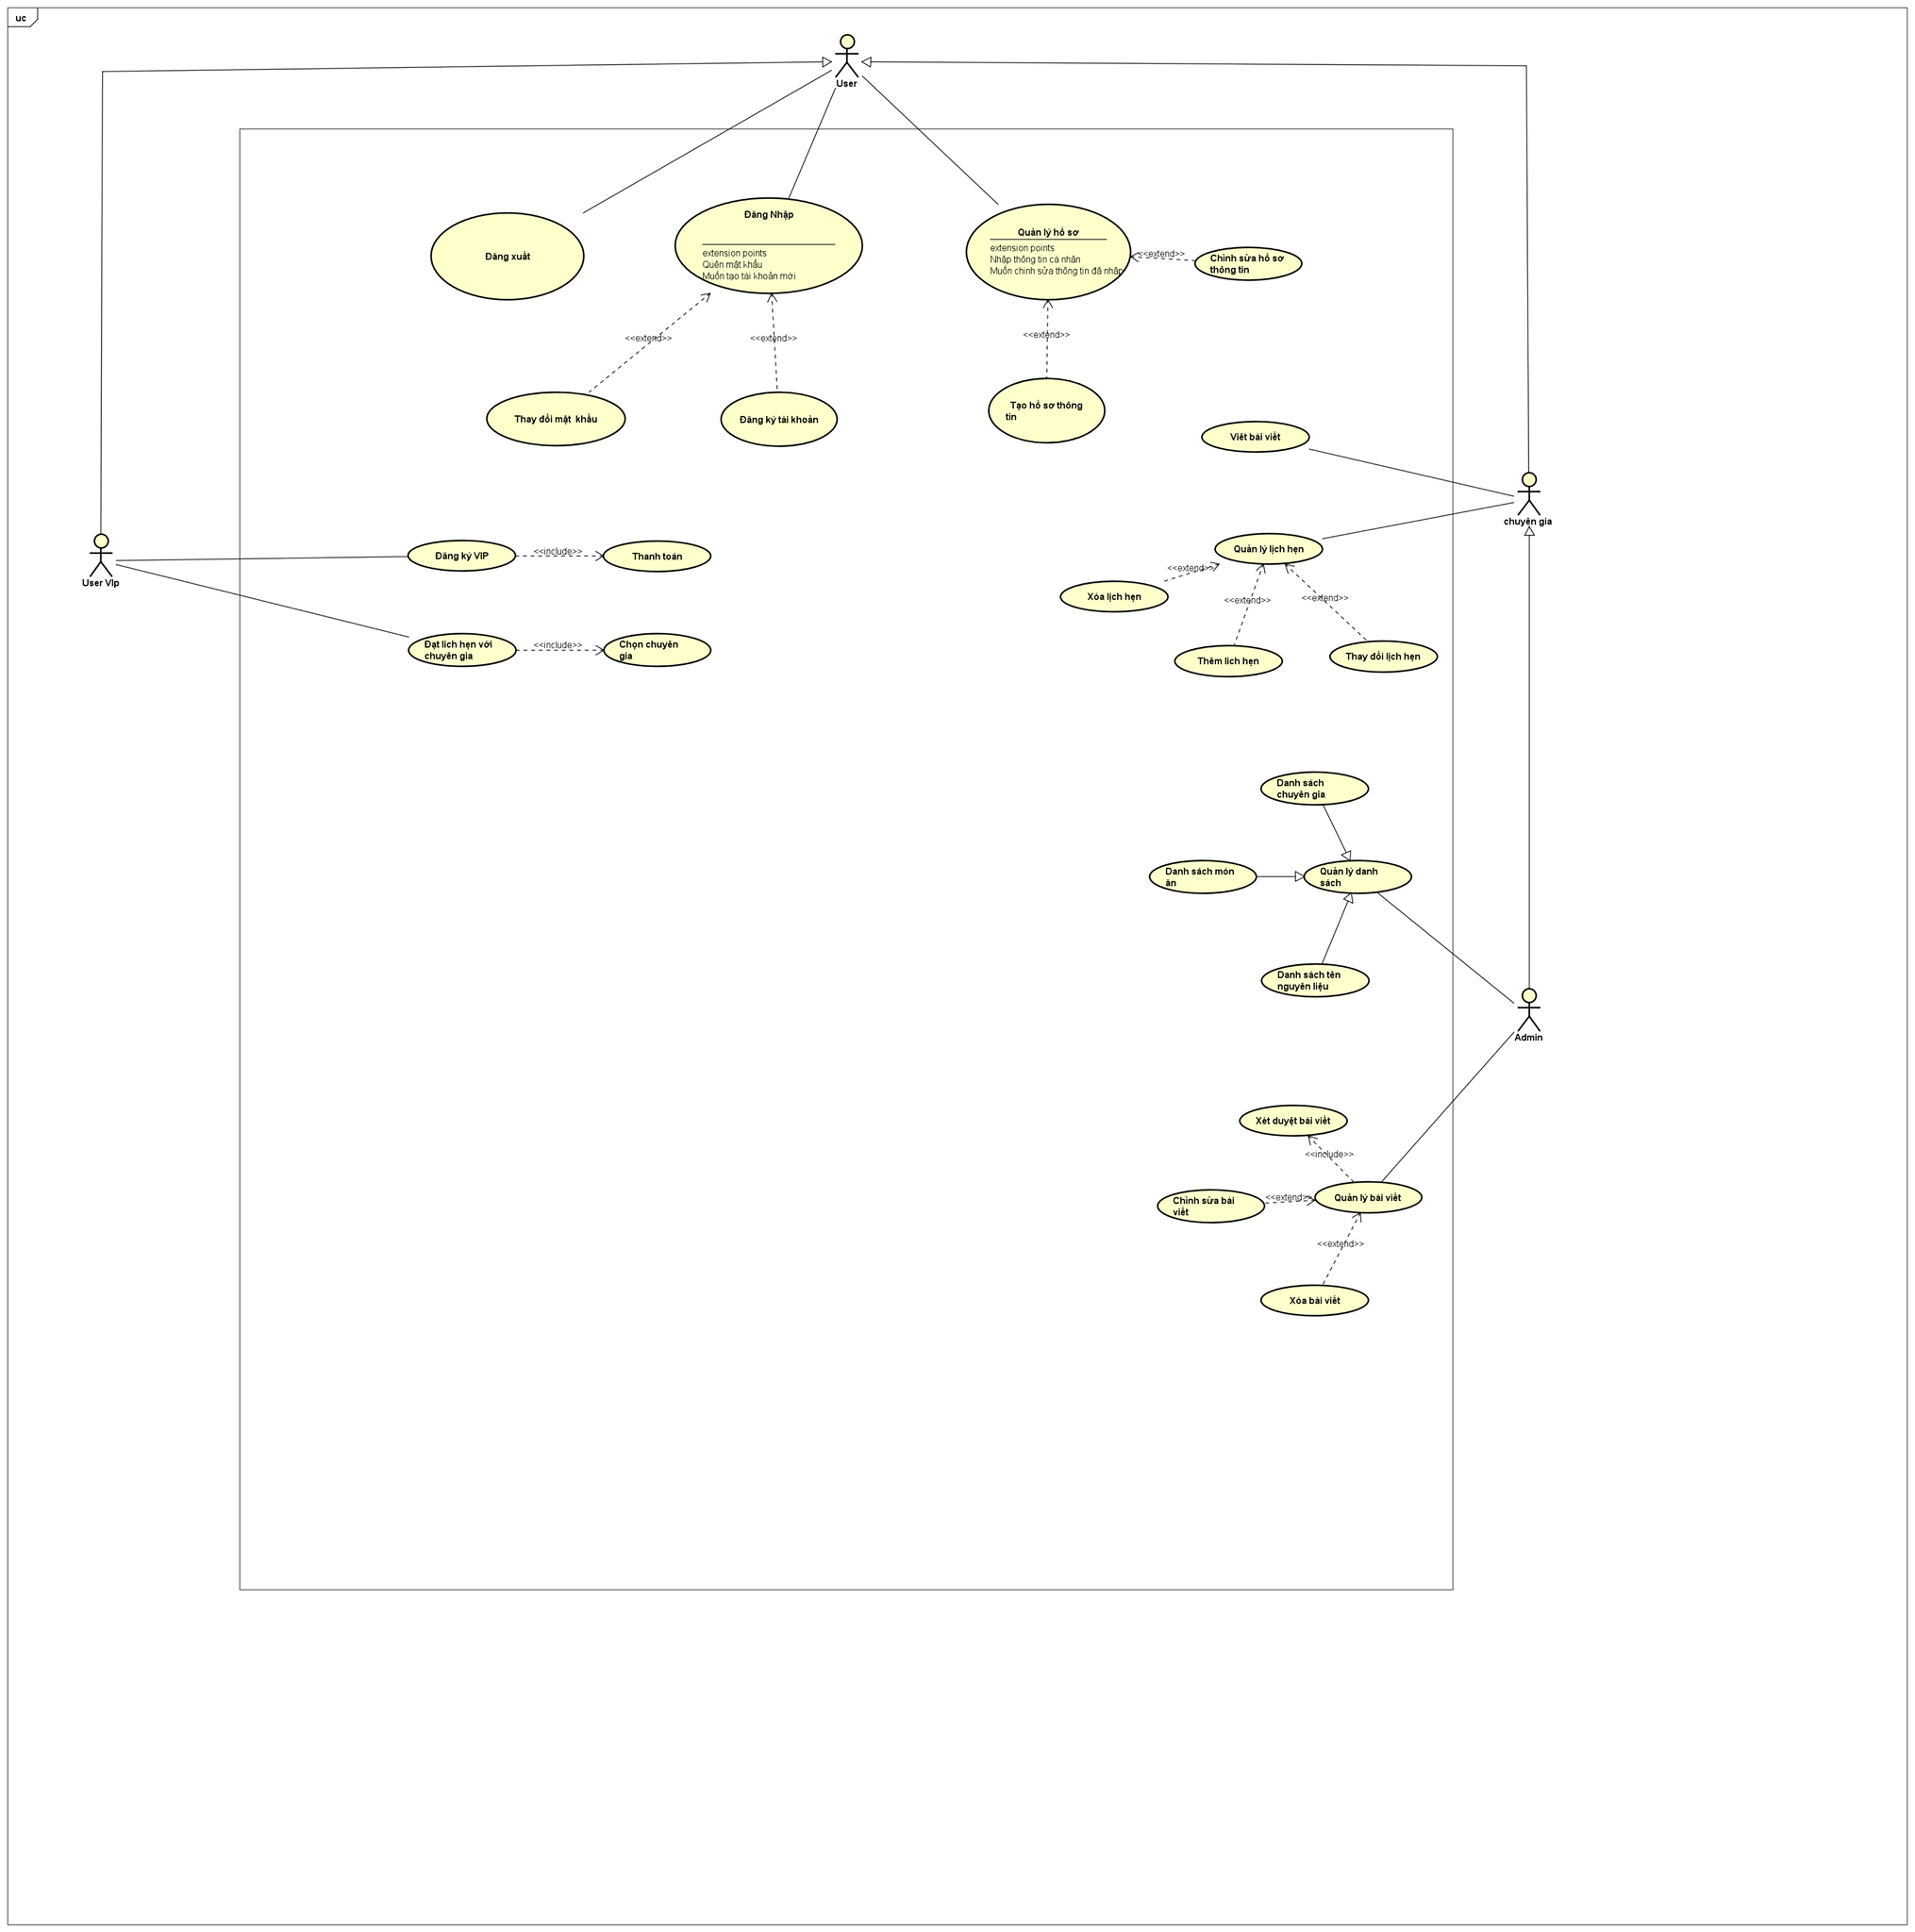 uc
User
Đăng xuất
Đăng Nhập
extension points
Quên mật khẩu
Muốn tạo tài khoản mới
Quản lý hồ sơ
extension points
Nhập thông tin cá nhân
Muốn chỉnh sửa thông tin đã nhập
<<extend>>
Chỉnh sửa hồ sơ
thông tin
<<extend>>
<<extend>>
<<extend>>
Thay đổi mật khẩu
Đăng ký tài khoản
Tạo hồ sơ thông
tin
Viêt bài viết
chuyên gia
User VIp
Đăng ký VIP
<<include>>
Thanh toán
Quản lý lịch hẹn
<<extend>>
Xóa lịch hẹn
<<extend>>
<<extend>>
Đạt lich hẹn với
chuyên gia
<<include>>
Chọn chuyên
gia
Thêm lich hẹn
Thay đổi lịch hẹn
Danh sách
chuyên gia
Danh sách món
ăn
Quản lý danh
sách
Danh sách tên
nguyên liệu
Admin
Xét duyệt bài viết
<<include>>
Chỉnh sửa bài
viết
<<extend>>
Quản lý bài viết
<<extend>>
Xóa bài viết